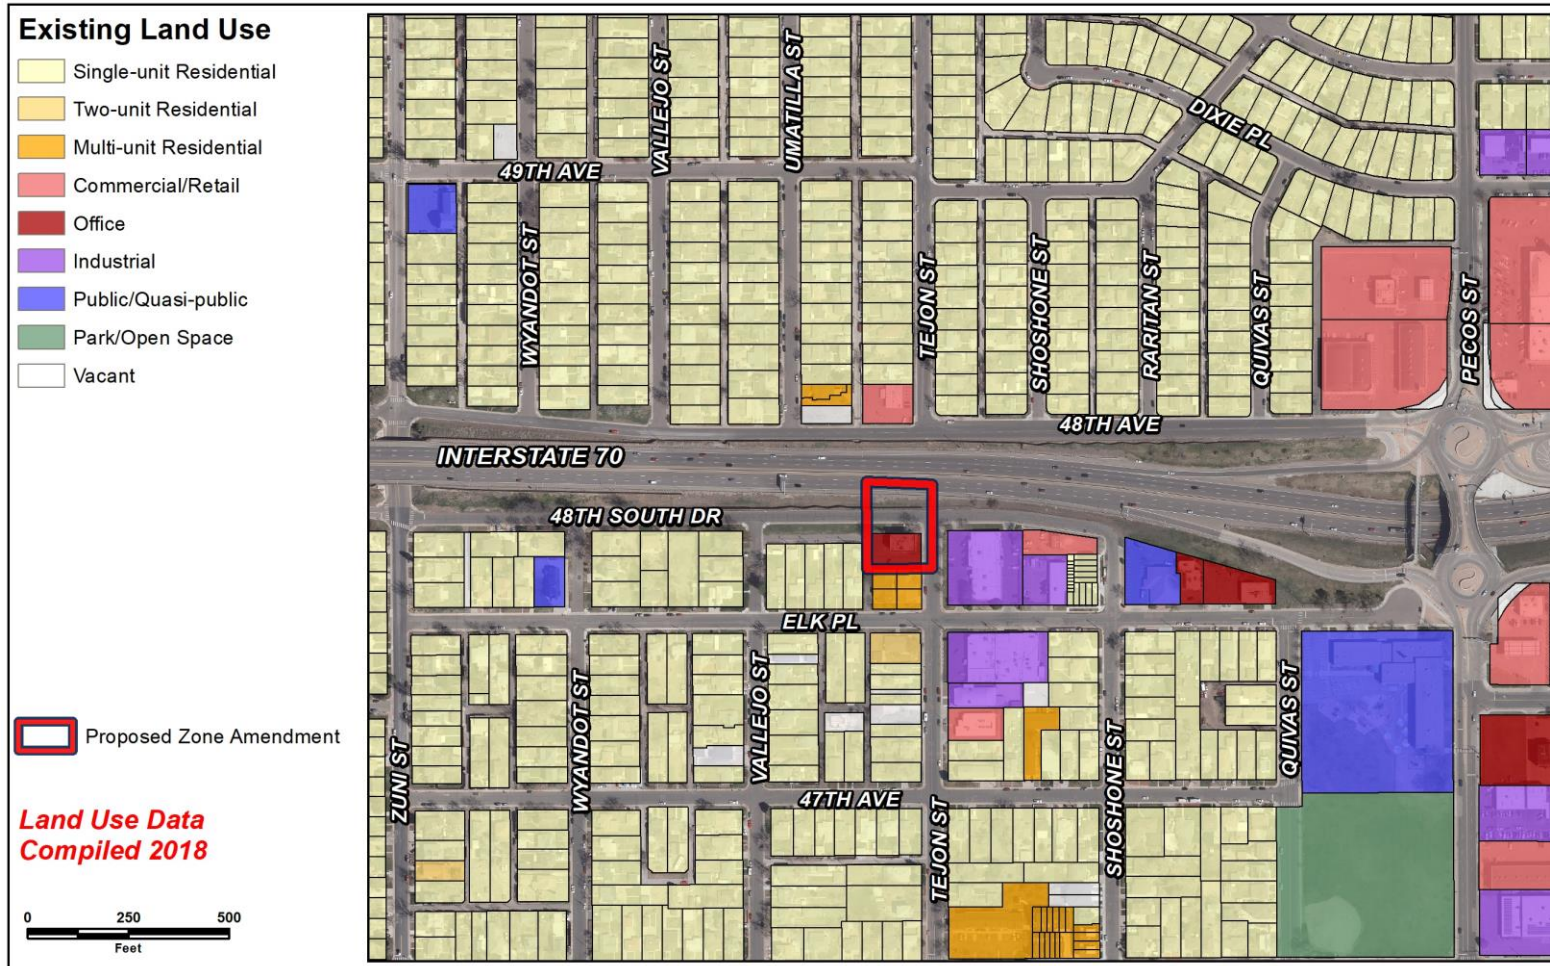 Existing Land Use
Single-unit Residential
Two-unit Residential
Multi-unit Residential
Commercial/Retail
Office
Industrial
Public/Quasi-public
Park/Open Space
Vacant
Proposed Zone Amendment
Land Use Data
Compiled 2018
0 250 500
Feet
VALLEJO ST
UMATILLA ST
DIXIE PL
49TH AVE
WYANDOT ST
TEJON ST
SHOSHONE ST
RARITAN ST
QUIVAS ST
PECOS ST
48TH AVE
INTERSTATE 70
48TH SOUTH DR
ELK PL
ZUNI ST
WYANDOT ST
VALLEJO ST
47TH AVE
TEJON ST
SHOSHONE ST
QUIVAS ST